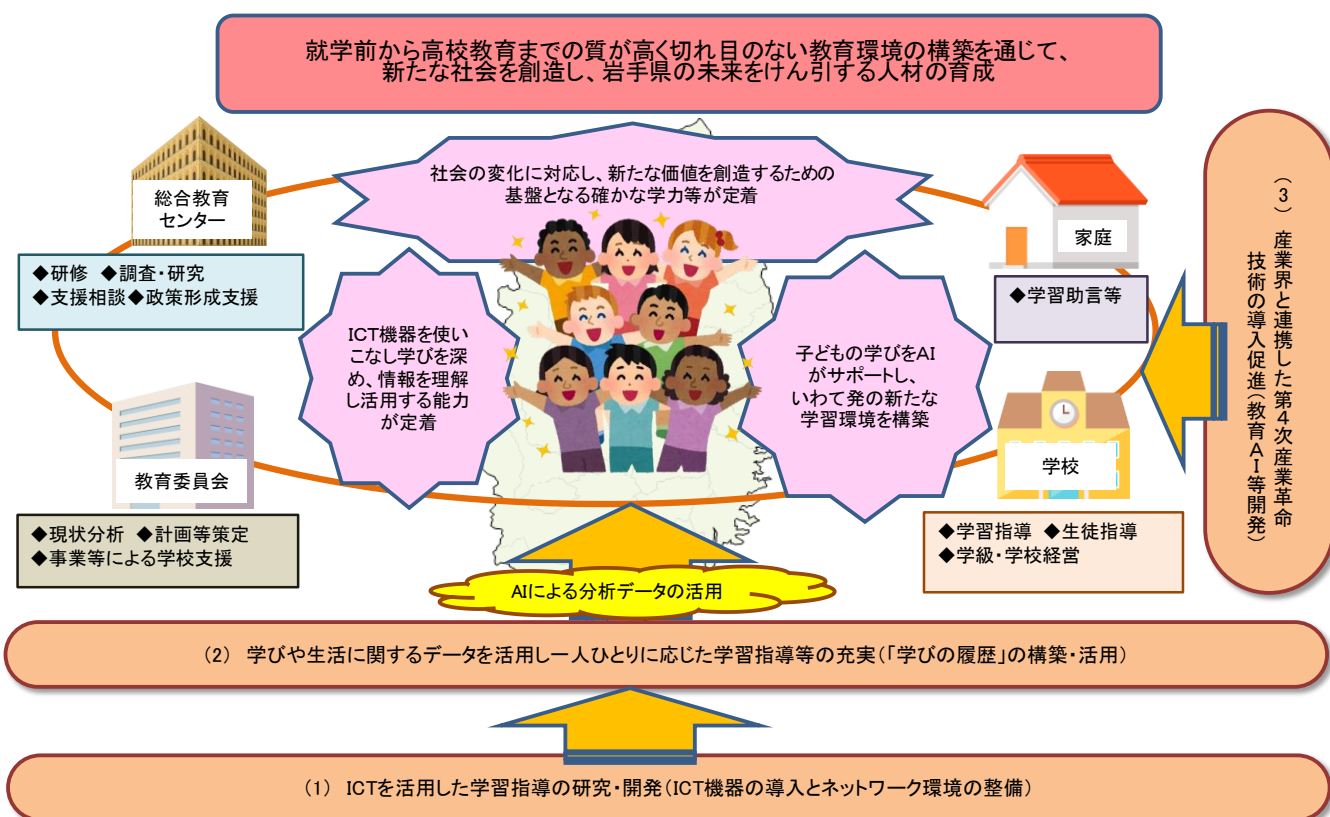 就学前から高校教育までの質が高く切れ目のない教育環境の構築を通じて、
新たな社会を創造し、岩手県の未来をけん引する人材の育成
社会の変化に対応し、新たな価値を創造するための
基盤となる確かな学力等が定着
総合教育
センター
◆研修 ◆調査・研究
◆支援相談◆政策形成支援
家庭
◆学習助言等
ICT機器を使い
こなし学びを深
め、情報を理解
し活用する能力
が定着
子どもの学びをAI
がサポートし、
いわて発の新たな
学習環境を構築
教育委員会
◆現状分析 ◆計画等策定
◆事業等による学校支援
学校
◆学習指導 ◆生徒指導
◆学級・学校経営
(3) 産業界と連携した第4次産業革命
技術の導入促進(教育AI等開発)
AIによる分析データの活用
(2) 学びや生活に関するデータを活用し一人ひとりに応じた学習指導等の充実(「学びの履歴」の構築・活用)
(1) ICTを活用した学習指導の研究・開発(ICT機器の導入とネットワーク環境の整備)